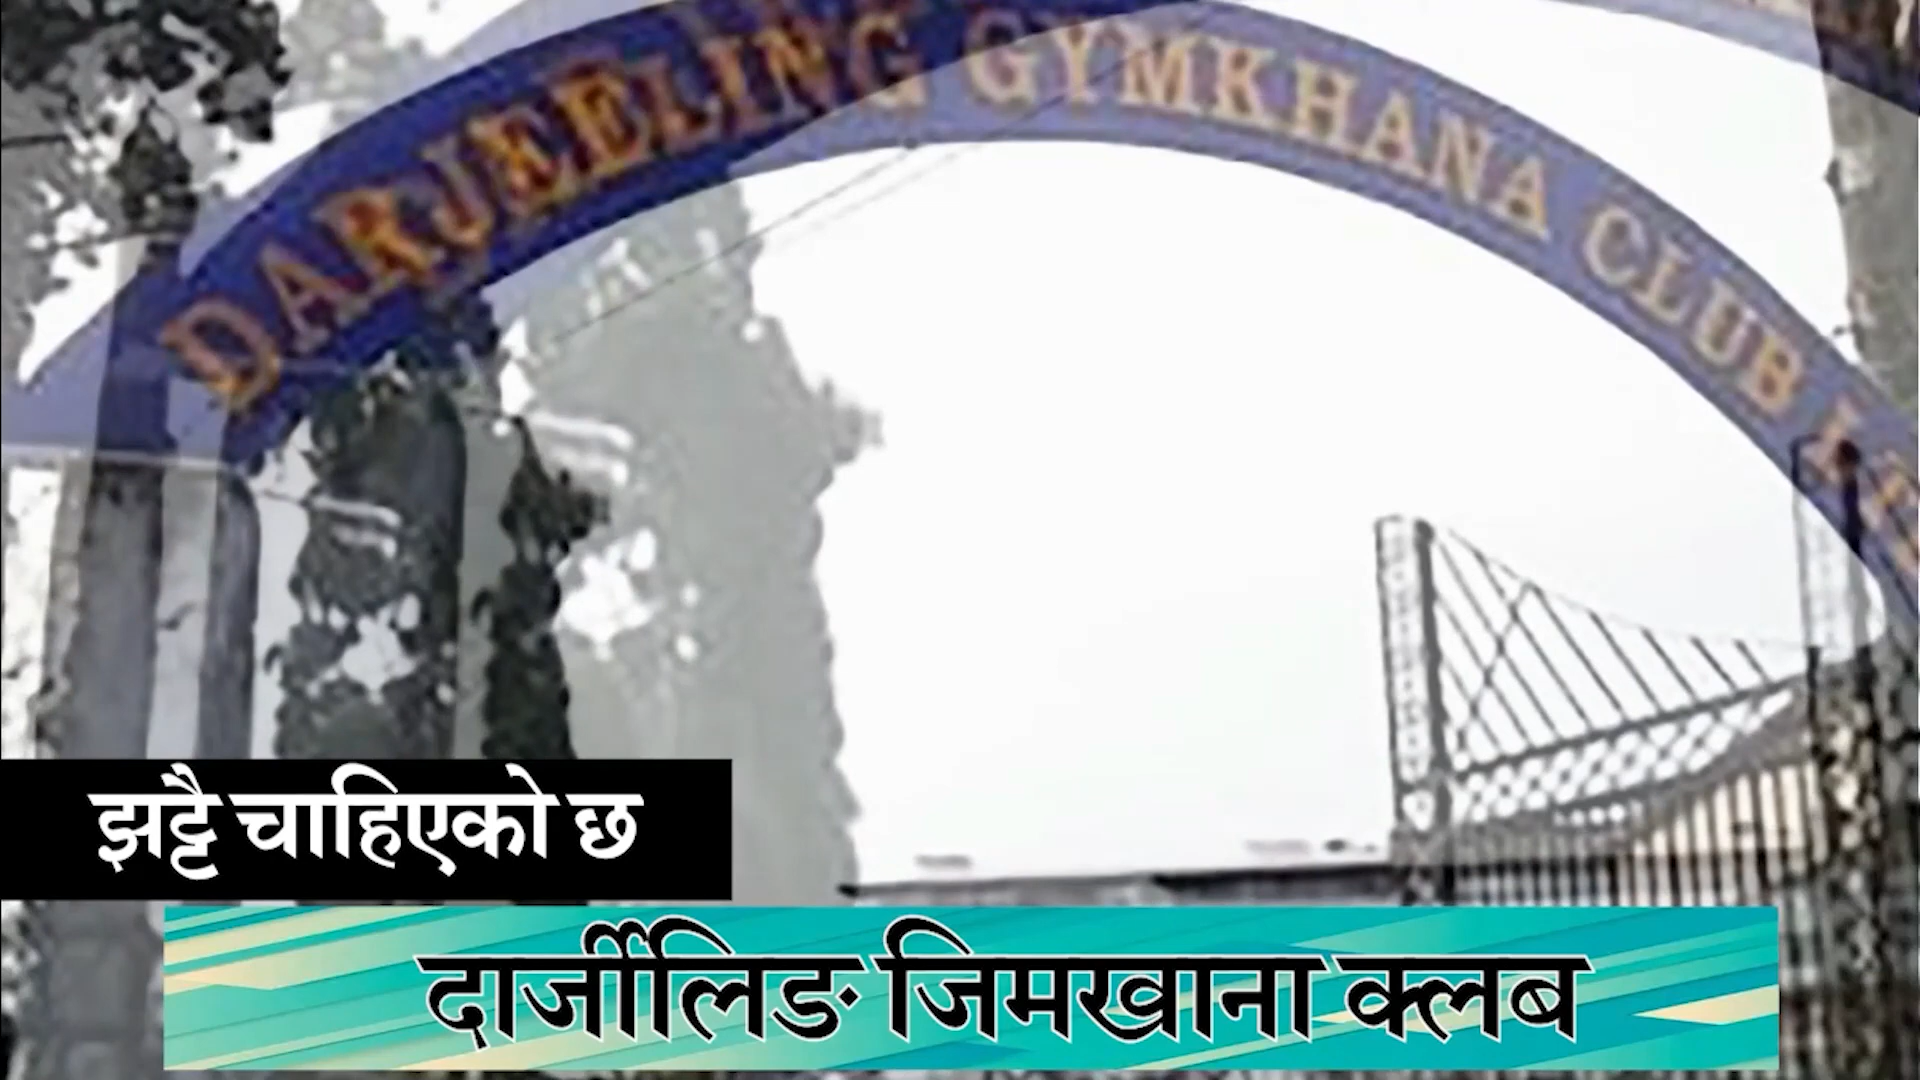 DARJEELING GYMKHANA CLUB
झट्टै चाहिएको छ
दार्जीलिङ जिमखाना क्लब